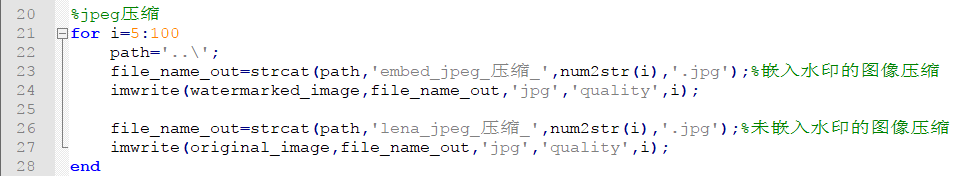 20 %jpeg压缩
21 for i=5:100
22 path='..\';
23 file_name_out=strcat(path,'embed_jpeg_压缩_',num2str(i),'.jpg');%嵌入水印的图像压缩
24 imwrite(watermarked_image,file_name_out,'jpg','quality',i);
25
26 file_name_out=strcat(path,'lena_jpeg_压缩_',num2str(i),'.jpg');%未嵌入水印的图像压缩
27 imwrite(original_image,file_name_out,'jpg','quality',i);
28 end